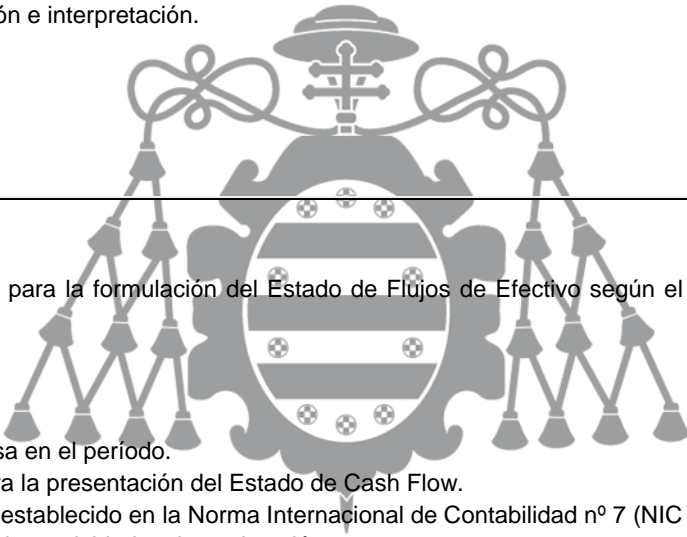 ón e interpretación.
para la formulación del Estado de Flujos de Efectivo según el
sa en el período.
a la presentación del Estado de Cash Flow.
establecido en la Norma Internacional de Contabilidad nº 7 (NIC